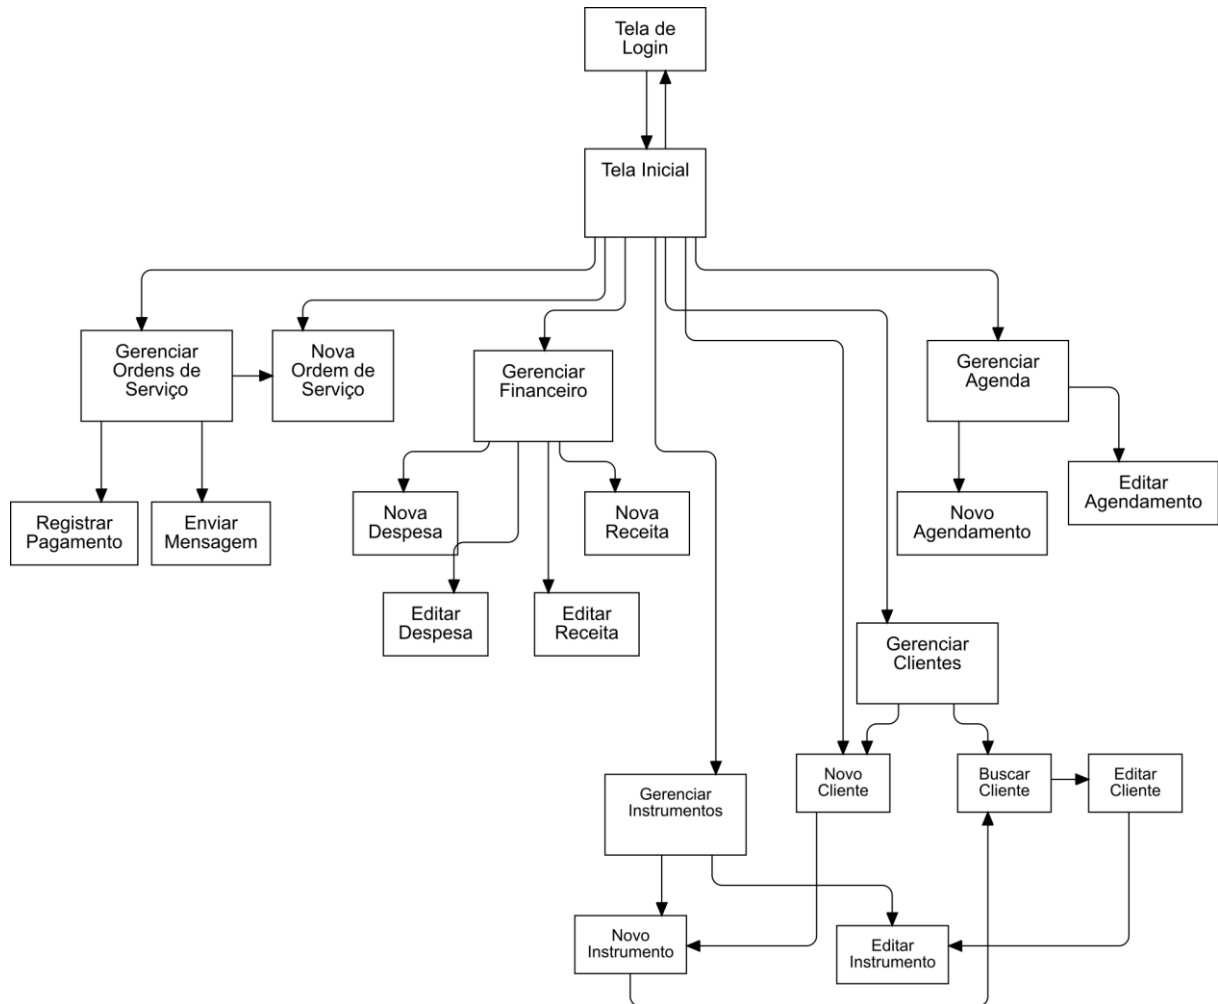 Tela de
Login
Tela Inicial
Gerenciar
Ordens de
Serviço
Nova
Ordem de
Serviço
Gerenciar
Financeiro
Gerenciar
Agenda
Registrar
Pagamento
Enviar
Mensagem
Nova
Despesa
Nova
Receita
Novo
Agendamento
Editar
Agendamento
Editar
Despesa
Editar
Receita
Gerenciar
Clientes
Gerenciar
Instrumentos
Novo
Cliente
Buscar
Cliente
Editar
Cliente
Novo
Instrumento
Editar
Instrumento